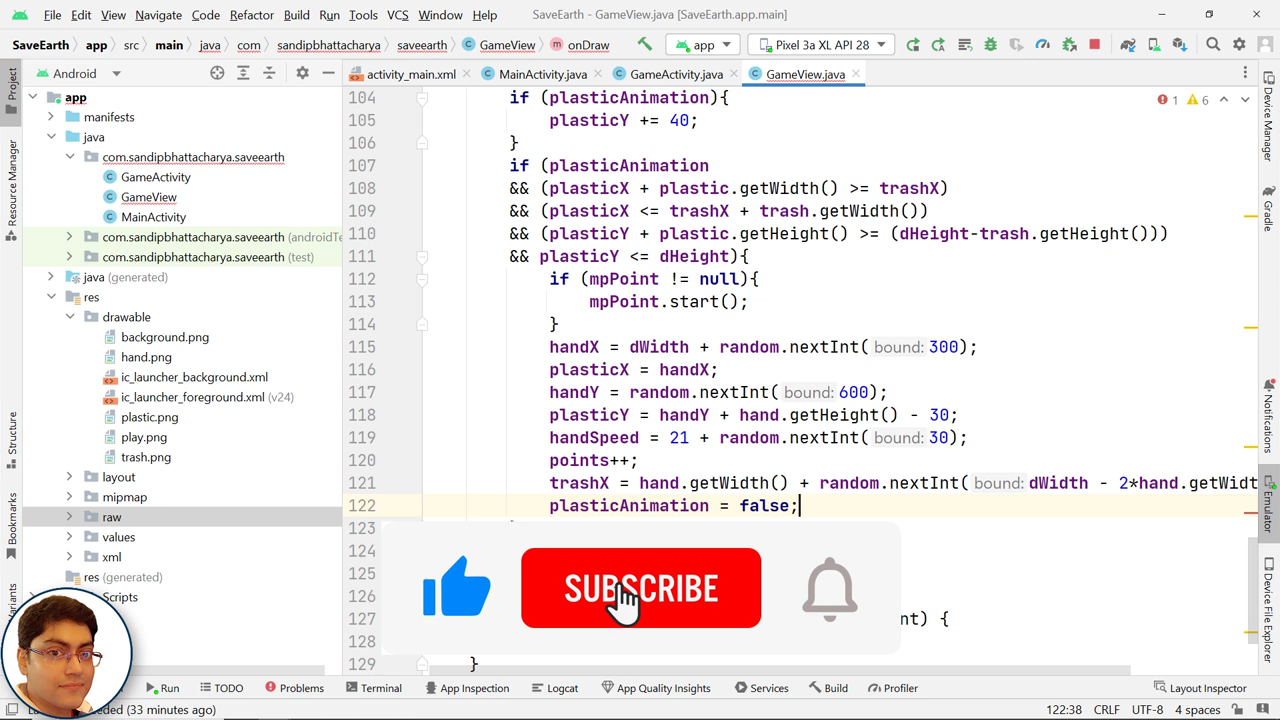 File Edit View Navigate Code Refactor Build Run Tools VCS Window Help SaveEarth - GameView.java [SaveEarth.app.main]
SaveEarth app src main java com sandipbhattacharya saveearth GameView onDraw app Pixel 3a XL API 28
Project
Android
activity_main.xml MainActivity.java GameActivity.java GameView.java
app
manifests
java
com.sandipbhattacharya.saveearth
GameActivity
GameView
MainActivity
com.sandipbhattacharya.saveearth (androidTe
com.sandipbhattacharya.saveearth (test)
java (generated)
res
drawable
background.png
hand.png
ic_launcher_background.xml
ic_launcher_foreground.xml (v24)
plastic.png
play.png
trash.png
layout
mipmap
raw
values
xml
res (generated)
Scripts
Resource Manager
Structure
Bookmarks
104 if (plasticAnimation){
105 plasticY += 40;
106 }
107 if (plasticAnimation
108 && (plasticX + plastic.getWidth() >= trashX)
109 && (plasticX <= trashX + trash.getWidth())
110 && (plasticY + plastic.getHeight() >= (dHeight-trash.getHeight()))
111 && plasticY <= dHeight){
112 if (mpPoint != null){
113 mpPoint.start();
114 }
115 handX = dWidth + random.nextInt( bound: 300);
116 plasticX = handX;
117 handY = random.nextInt( bound: 600);
118 plasticY = handY + hand.getHeight() - 30;
119 handSpeed = 21 + random.nextInt( bound: 30);
120 points++;
121 trashX = hand.getWidth() + random.nextInt( bound: dWidth - 2*hand.getWidt
122 plasticAnimation = false;
123
124
125
126
127 nt) {
128
129 }
1 6
SUBSCRIBE
Device Manager
Gradle
Notifications
Emulator
Device File Explorer
Run TODO Problems Terminal App Inspection Logcat App Quality Insights Services Build Profiler Layout Inspector
(33 minutes ago) 122:38 CRLF UTF-8 4 spaces